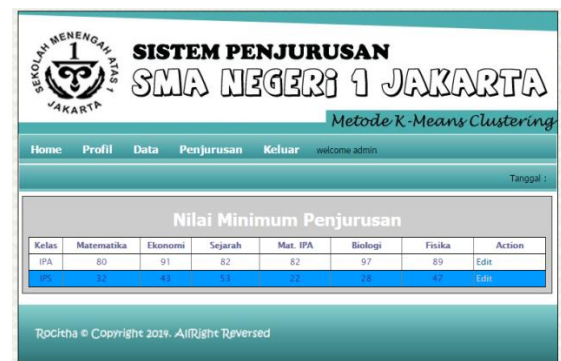 SEKOLAH MENENGAH ATAS
1
JAKARTA
SISTEM PENJURUSAN
SMA NEGERi 1 JAKARTA
Metode K-Means Clustering
Home Profil Data Penjurusan Keluar welcome admin
Tanggal :
Nilai Minimum Penjurusan
Kelas Matematika Ekonomi Sejarah Mat. IPA Biologi Fisika Action
IPA 80 91 82 82 97 89 Edit
IPS 32 43 53 22 28 47 Edit
Rocitha © Copyright 2014. AllRight Reversed